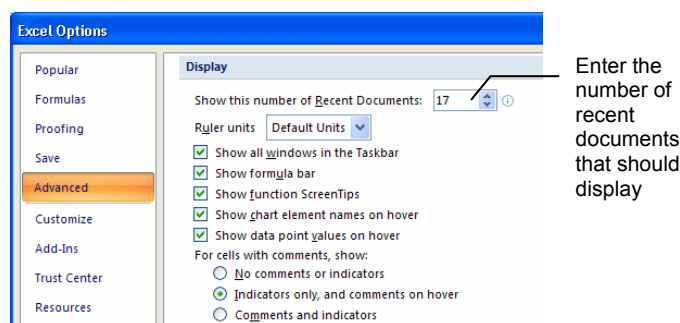 Excel Options
Popular
Formulas
Proofing
Save
Advanced
Customize
Add-Ins
Trust Center
Resources
Display
Show this number of Recent Documents: 17
Ruler units Default Units
Show all windows in the Taskbar
Show formula bar
Show function ScreenTips
Show chart element names on hover
Show data point values on hover
For cells with comments, show:
No comments or indicators
Indicators only, and comments on hover
Comments and indicators
Enter the
number of
recent
documents
that should
display